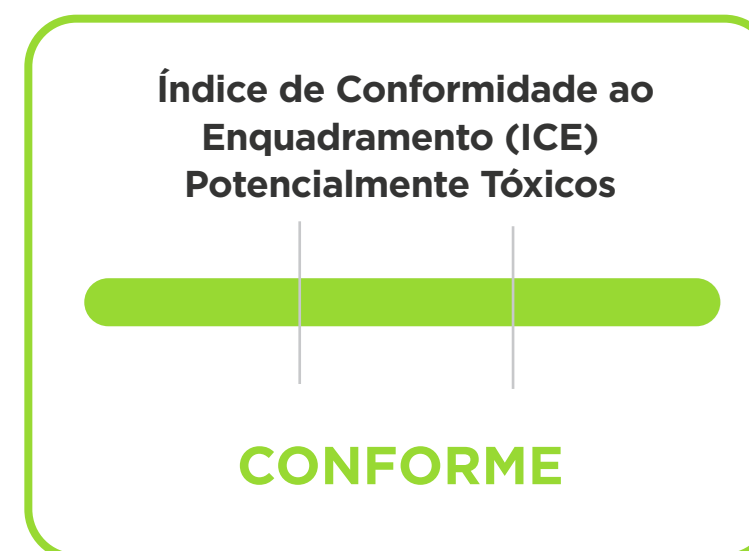 Índice de Conformidade ao
Enquadramento (ICE)
Potencialmente Tóxicos
CONFORME